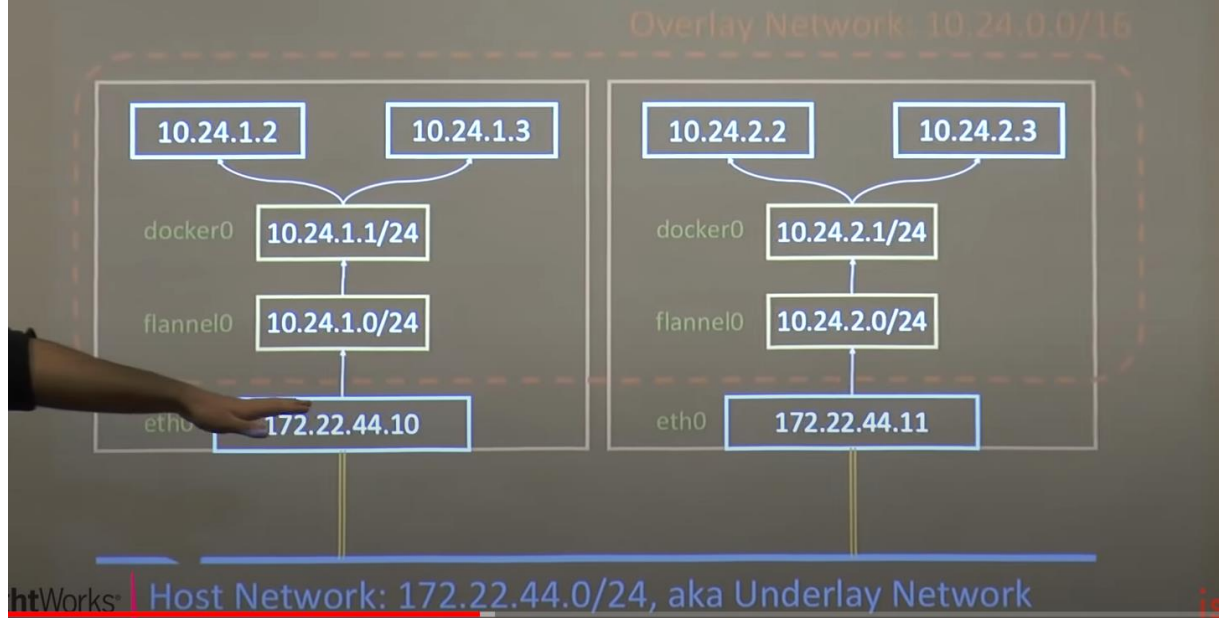 Overlay Network: 10.24.0.0/16
10.24.1.2
10.24.1.3
10.24.2.2
10.24.2.3
docker0
10.24.1.1/24
docker0
10.24.2.1/24
flannel0
10.24.1.0/24
flannel0
10.24.2.0/24
eth0
172.22.44.10
eth0
172.22.44.11
htWorks
Host Network: 172.22.44.0/24, aka Underlay Network
is